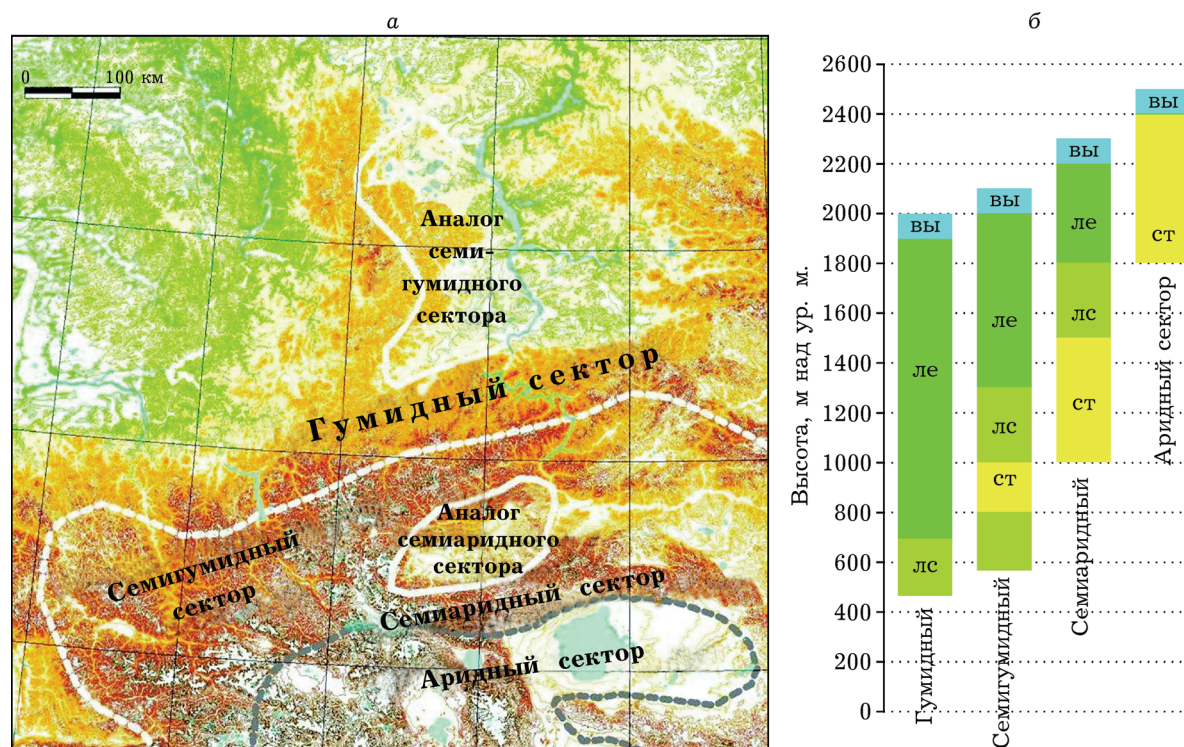 а
0 100 км
Аналог
семи-
гумидного
сектора
Гумидный сектор
Аналог
семиаридного
сектора
Семигумидный
сектор
Семиаридный сектор
Аридный сектор
б
Высота, м над ур. м.
2600
2400
2200
2000
1800
1600
1400
1200
1000
800
600
400
200
0
вы
ле
лс
Гумидный
вы
ле
лс
ст
Семигумидный
вы
ле
лс
ст
Семиаридный
вы
ст
Аридный сектор